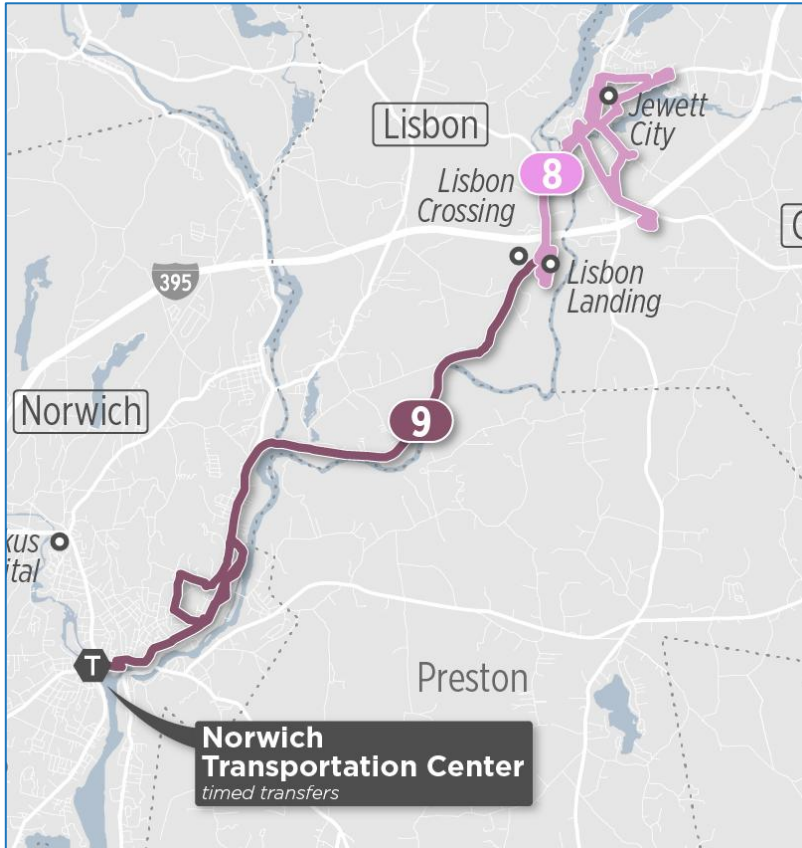 Lisbon
Jewett
City
8
Lisbon
Crossing
395
Lisbon
Landing
Norwich
9
T
Preston
Norwich
Transportation Center
timed transfers